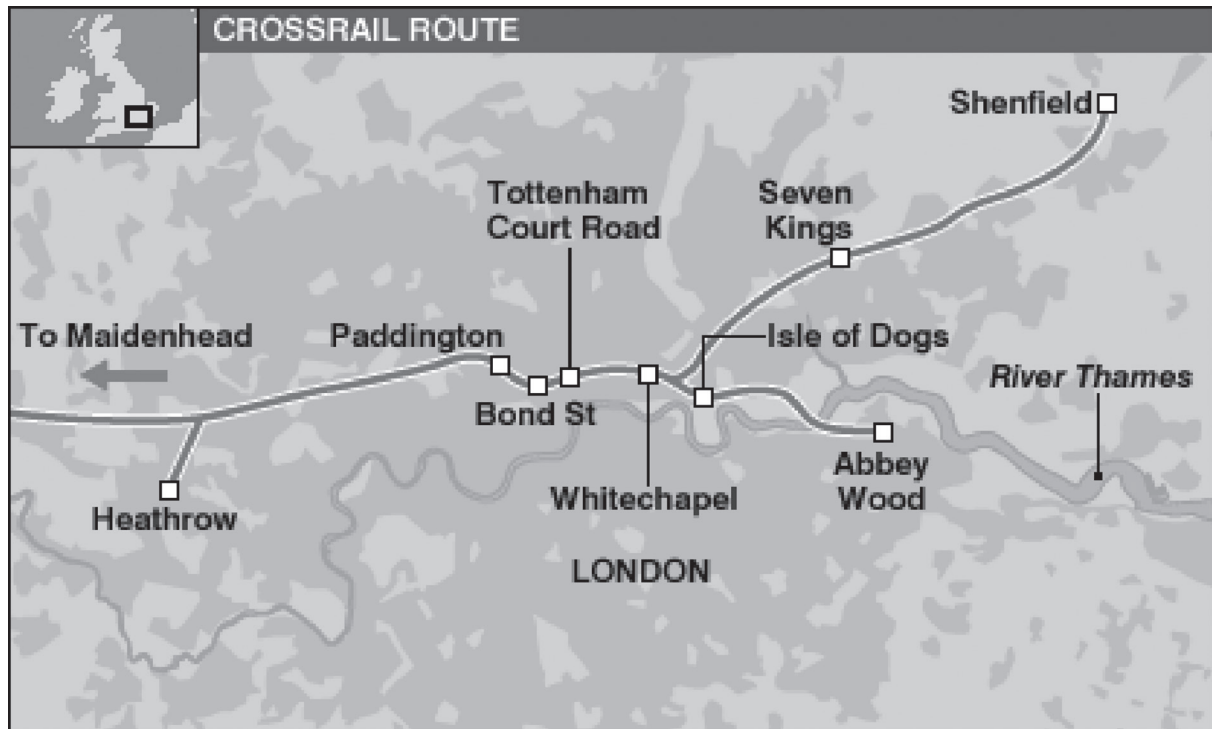 CROSSRAIL ROUTE
Shenfield
Tottenham
Court Road
Seven
Kings
To Maidenhead
Paddington
Isle of Dogs
River Thames
Bond St
Abbey
Wood
Whitechapel
Heathrow
LONDON